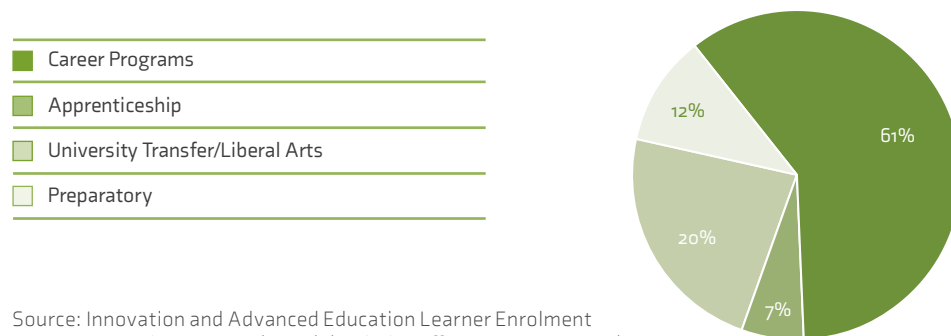 Career Programs
Apprenticeship
University Transfer/Liberal Arts
Preparatory
61%
12%
20%
7%
Source: Innovation and Advanced Education Learner Enrolment